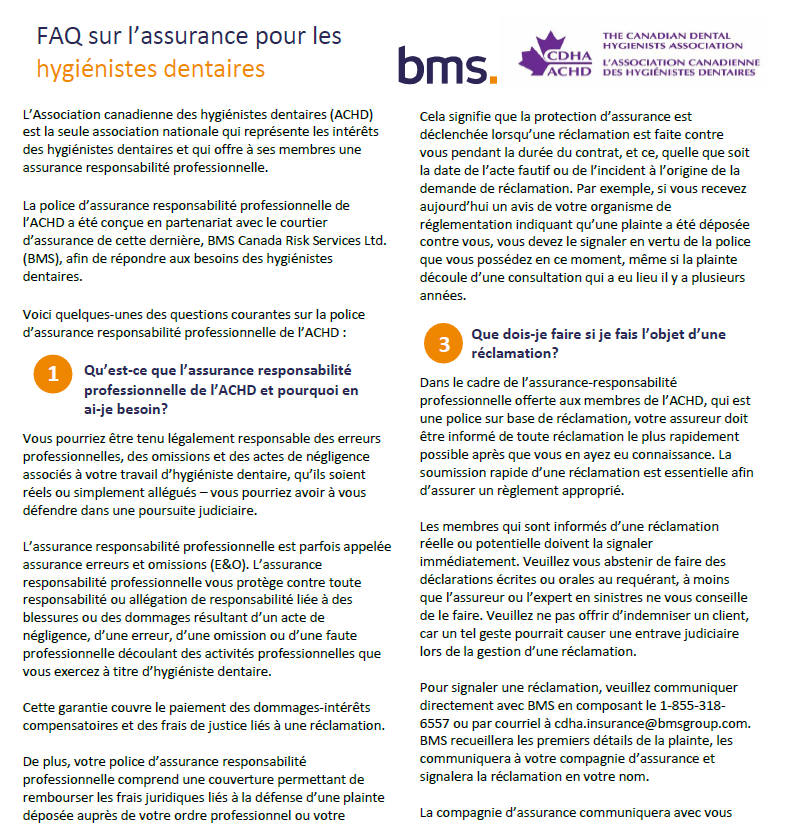 FAQ sur l’assurance pour les
hygiénistes dentaires
bms.
CDHA
ACHD
THE CANADIAN DENTAL
HYGIENISTS ASSOCIATION
L’ASSOCIATION CANADIENNE
DES HYGIÉNISTES DENTAIRES
L’Association canadienne des hygiénistes dentaires (ACHD)
est la seule association nationale qui représente les intérêts
des hygiénistes dentaires et qui offre à ses membres une
assurance responsabilité professionnelle.
La police d’assurance responsabilité professionnelle de
l’ACHD a été conçue en partenariat avec le courtier
d’assurance de cette dernière, BMS Canada Risk Services Ltd.
(BMS), afin de répondre aux besoins des hygiénistes
dentaires.
Voici quelques-unes des questions courantes sur la police
d’assurance responsabilité professionnelle de l’ACHD :
1
Qu’est-ce que l’assurance responsabilité
professionnelle de l’ACHD et pourquoi en
ai-je besoin?
Vous pourriez être tenu légalement responsable des erreurs
professionnelles, des omissions et des actes de négligence
associés à votre travail d’hygiéniste dentaire, qu’ils soient
réels ou simplement allégués – vous pourriez avoir à vous
défendre dans une poursuite judiciaire.
L’assurance responsabilité professionnelle est parfois appelée
assurance erreurs et omissions (E&O). L’assurance
responsabilité professionnelle vous protège contre toute
responsabilité ou allégation de responsabilité liée à des
blessures ou des dommages résultant d’un acte de
négligence, d’une erreur, d’une omission ou d’une faute
professionnelle découlant des activités professionnelles que
vous exercez à titre d’hygiéniste dentaire.
Cette garantie couvre le paiement des dommages-intérêts
compensatoires et des frais de justice liés à une réclamation.
De plus, votre police d’assurance responsabilité
professionnelle comprend une couverture permettant de
rembourser les frais juridiques liés à la défense d’une plainte
déposée auprès de votre ordre professionnel ou votre
Cela signifie que la protection d’assurance est
déclenchée lorsqu’une réclamation est faite contre
vous pendant la durée du contrat, et ce, quelle que soit
la date de l’acte fautif ou de l’incident à l’origine de la
demande de réclamation. Par exemple, si vous recevez
aujourd’hui un avis de votre organisme de
réglementation indiquant qu’une plainte a été déposée
contre vous, vous devez le signaler en vertu de la police
que vous possédez en ce moment, même si la plainte
découle d’une consultation qui a eu lieu il y a plusieurs
années.
3
Que dois-je faire si je fais l’objet d’une
réclamation?
Dans le cadre de l’assurance-responsabilité
professionnelle offerte aux membres de l’ACHD, qui est
une police sur base de réclamation, votre assureur doit
être informé de toute réclamation le plus rapidement
possible après que vous en ayez eu connaissance. La
soumission rapide d’une réclamation est essentielle afin
d’assurer un règlement approprié.
Les membres qui sont informés d’une réclamation
réelle ou potentielle doivent la signaler
immédiatement. Veuillez vous abstenir de faire des
déclarations écrites ou orales au requérant, à moins
que l’assureur ou l’expert en sinistres ne vous conseille
de le faire. Veuillez ne pas offrir d’indemniser un client,
car un tel geste pourrait causer une entrave judiciaire
lors de la gestion d’une réclamation.
Pour signaler une réclamation, veuillez communiquer
directement avec BMS en composant le 1-855-318-
6557 ou par courriel à cdha.insurance@bmsgroup.com.
BMS recueillera les premiers détails de la plainte, les
communiquera à votre compagnie d’assurance et
signalera la réclamation en votre nom.
La compagnie d’assurance communiquera avec vous